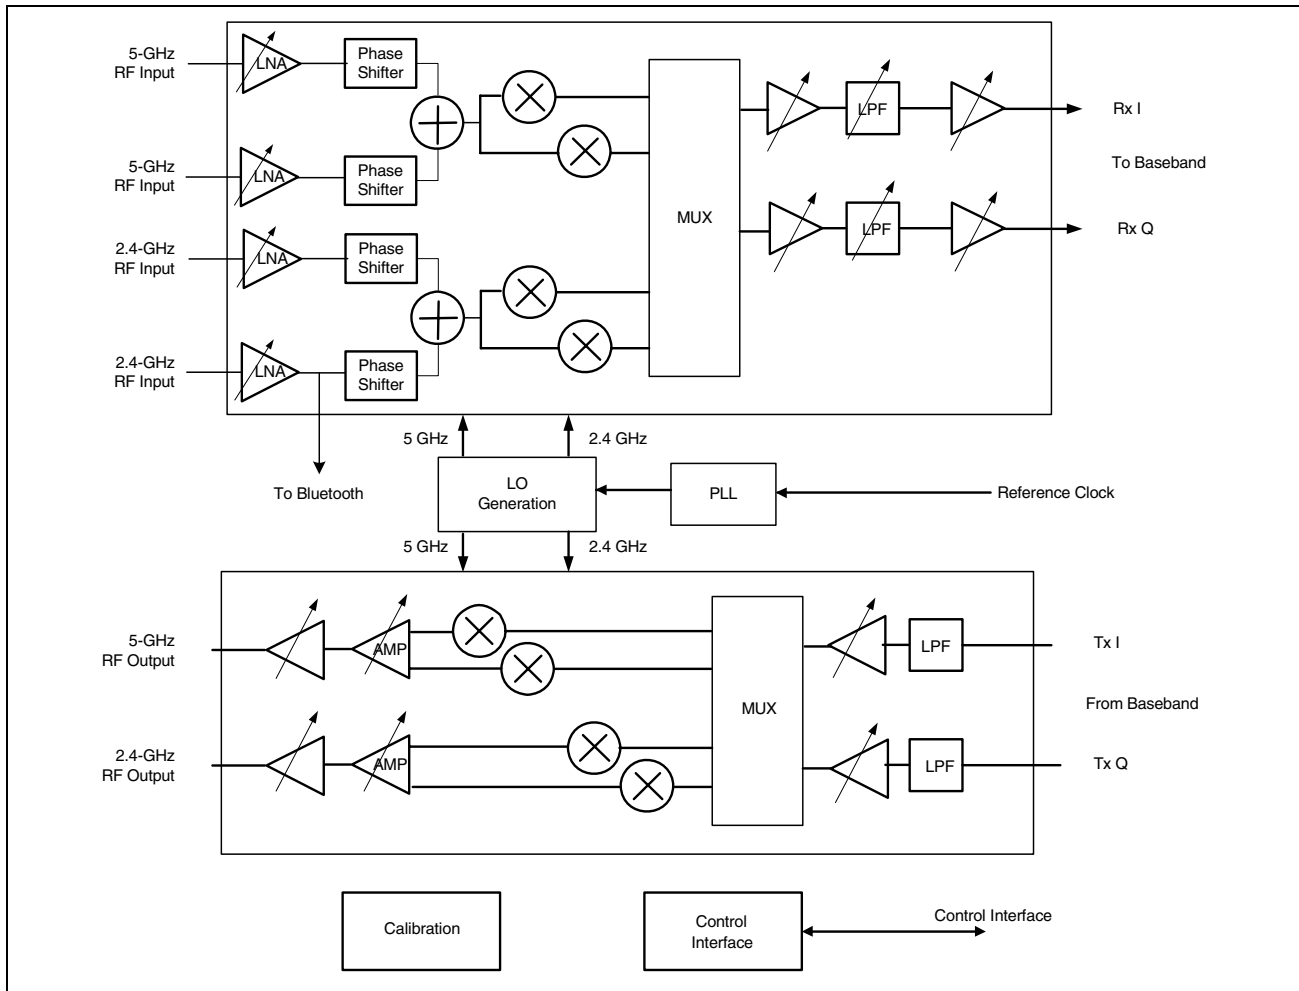 5-GHz
RF Input
LNA
Phase
Shifter
5-GHz
RF Input
LNA
Phase
Shifter
2.4-GHz
RF Input
LNA
Phase
Shifter
2.4-GHz
RF Input
LNA
Phase
Shifter
MUX
LPF
Rx I
To Baseband
LPF
Rx Q
To Bluetooth
5 GHz
2.4 GHz
LO
Generation
PLL
Reference Clock
5 GHz
2.4 GHz
5-GHz
RF Output
AMP
MUX
LPF
Tx I
From Baseband
2.4-GHz
RF Output
AMP
LPF
Tx Q
Calibration
Control
Interface
Control Interface